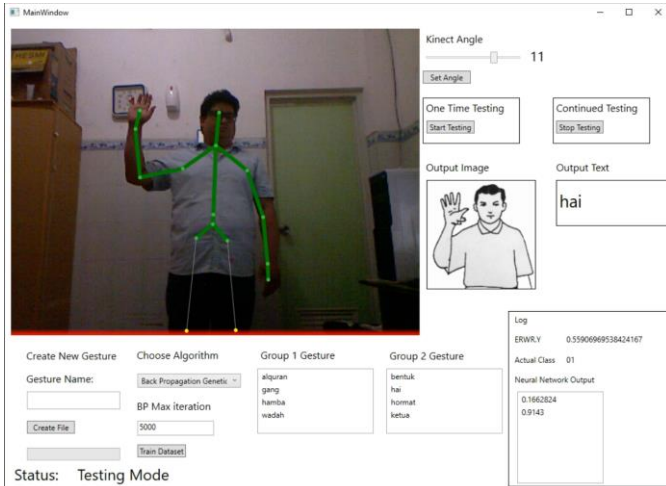 MainWindow
Kinect Angle
11
Set Angle
One Time Testing
Start Testing
Continued Testing
Stop Testing
Output Image
Output Text
hai
Create New Gesture
Gesture Name:
Create File
Choose Algorithm
Back Propagation Genetic
BP Max iteration
5000
Train Dataset
Group 1 Gesture
alquran
gang
hamba
wadah
Group 2 Gesture
bentuk
hai
hormat
ketua
Log
ERWR.Y 0.55906969538424167
Actual Class 01
Neural Network Output
0.1662824
0.9143
Status: Testing Mode